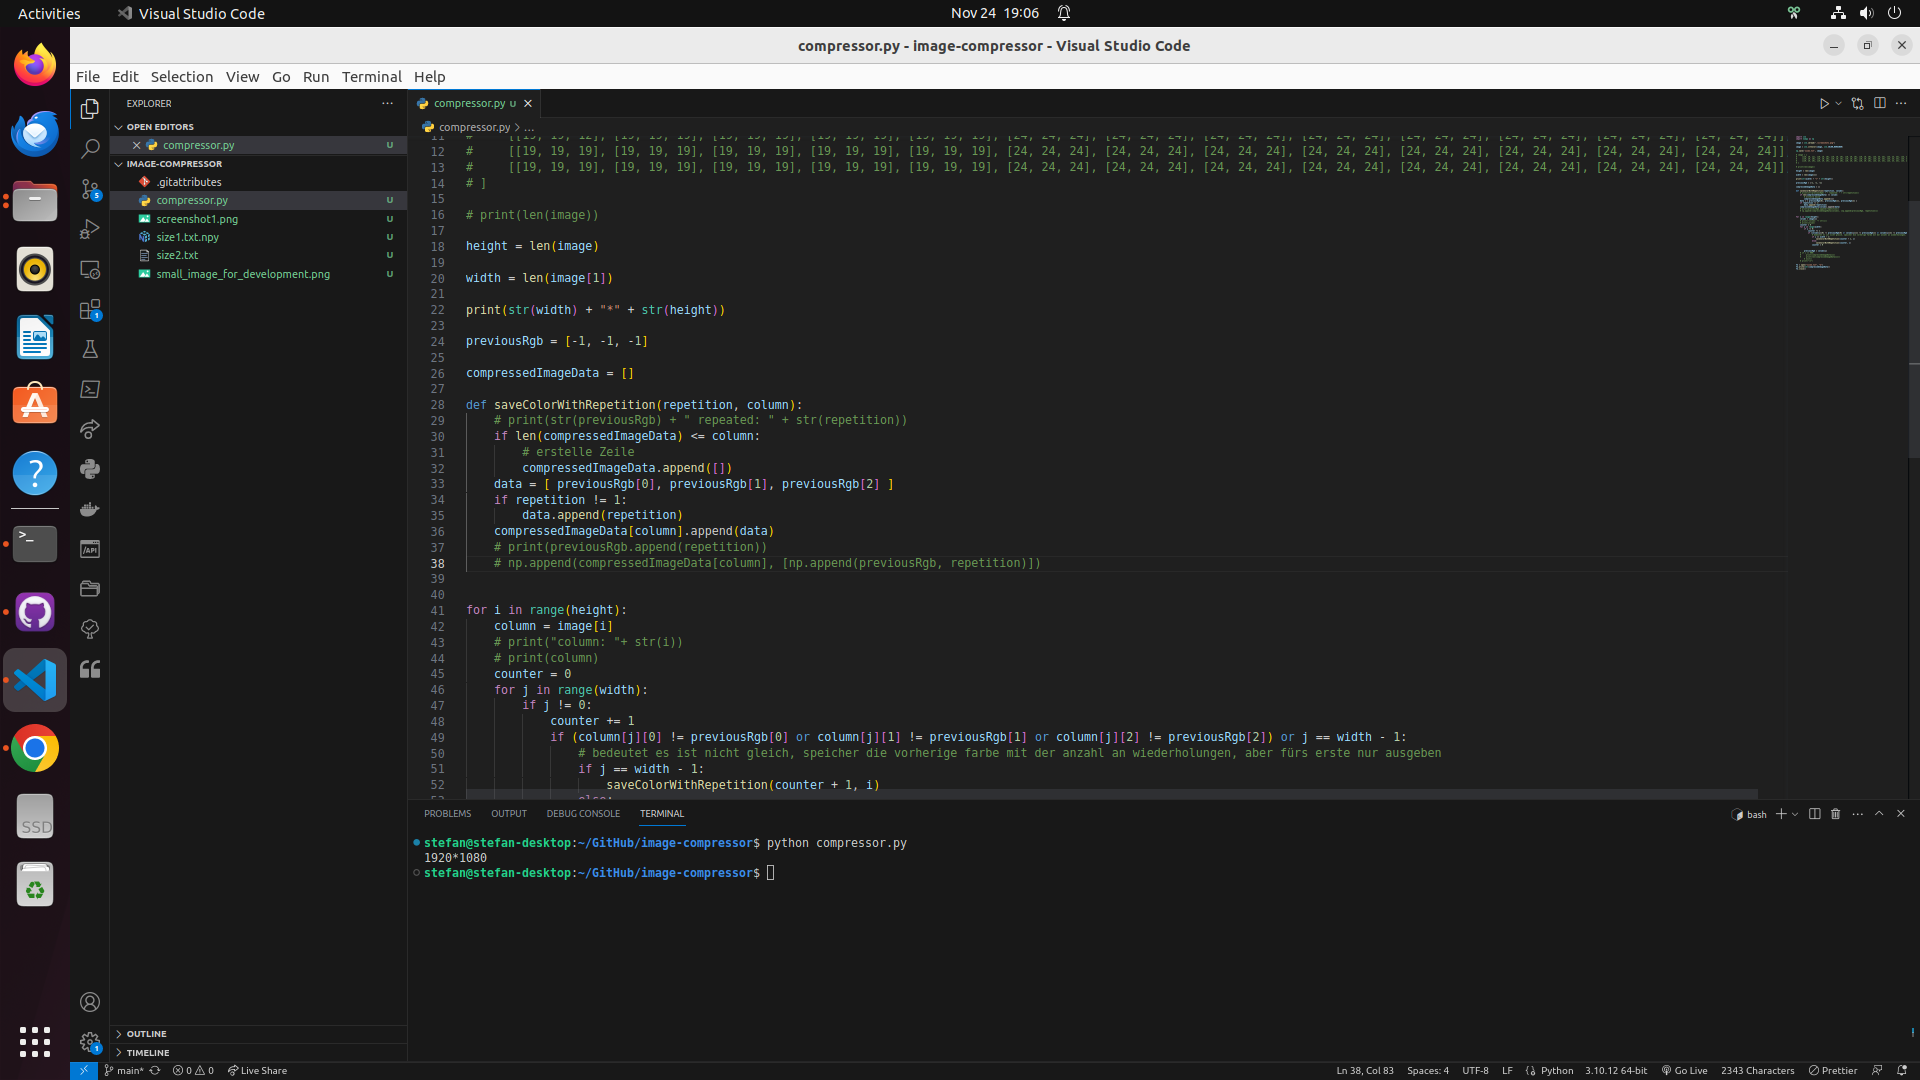 Activities
Visual Studio Code
Nov 24 19:06
compressor.py - image-compressor - Visual Studio Code
File Edit Selection View Go Run Terminal Help
EXPLORER
OPEN EDITORS
compressor.py U
IMAGE-COMPRESSOR
.gitattributes
compressor.py U
screenshot1.png U
size1.txt.npy U
size2.txt U
small_image_for_development.png U
OUTLINE
TIMELINE
compressor.py U
compressor.py > ...
12 #     [[19, 19, 19], [19, 19, 19], [19, 19, 19], [19, 19, 19], [19, 19, 19], [24, 24, 24], [24, 24, 24], [24, 24, 24], [24, 24, 24], [24, 24, 24], [24, 24, 24], [24, 24, 24], [24, 24, 24]]
13 #     [[19, 19, 19], [19, 19, 19], [19, 19, 19], [19, 19, 19], [19, 19, 19], [24, 24, 24], [24, 24, 24], [24, 24, 24], [24, 24, 24], [24, 24, 24], [24, 24, 24], [24, 24, 24], [24, 24, 24]]
14 # ]
15
16 # print(len(image))
17
18 height = len(image)
19
20 width = len(image[1])
21
22 print(str(width) + "*" + str(height))
23
24 previousRgb = [-1, -1, -1]
25
26 compressedImageData = []
27
28 def saveColorWithRepetition(repetition, column):
29     # print(str(previousRgb) + " repeated: " + str(repetition))
30     if len(compressedImageData) <= column:
31         # erstelle Zeile
32         compressedImageData.append([])
33     data = [ previousRgb[0], previousRgb[1], previousRgb[2] ]
34     if repetition != 1:
35         data.append(repetition)
36     compressedImageData[column].append(data)
37     # print(previousRgb.append(repetition))
38     # np.append(compressedImageData[column], [np.append(previousRgb, repetition)])
39
40
41 for i in range(height):
42     column = image[i]
43     # print("column: "+ str(i))
44     # print(column)
45     counter = 0
46     for j in range(width):
47         if j != 0:
48             counter += 1
49             if (column[j][0] != previousRgb[0] or column[j][1] != previousRgb[1] or column[j][2] != previousRgb[2]) or j == width - 1:
50                 # bedeutet es ist nicht gleich, speicher die vorherige farbe mit der anzahl an wiederholungen, aber fürs erste nur ausgeben
51                 if j == width - 1:
52                     saveColorWithRepetition(counter + 1, i)
PROBLEMS OUTPUT DEBUG CONSOLE TERMINAL
bash
stefan@stefan-desktop:~/GitHub/image-compressor$ python compressor.py
1920*1080
stefan@stefan-desktop:~/GitHub/image-compressor$
main* 0 0 Live Share
Ln 38, Col 83 Spaces: 4 UTF-8 LF Python 3.10.12 64-bit Go Live 2343 Characters Prettier
5
1
/API
>_
SSD
1